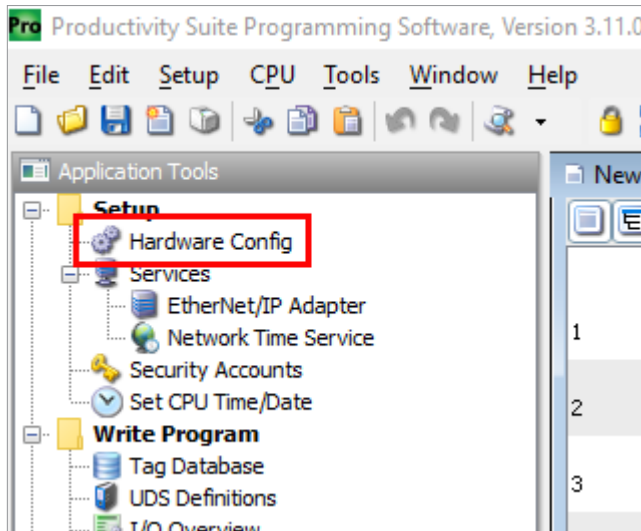 Pro Productivity Suite Programming Software, Version 3.11.0
File Edit Setup CPU Tools Window Help
Application Tools
New
Setup
Hardware Config
Services
EtherNet/IP Adapter
1
Network Time Service
Security Accounts
Set CPU Time/Date
2
Write Program
Tag Database
3
UDS Definitions
I/O Overview